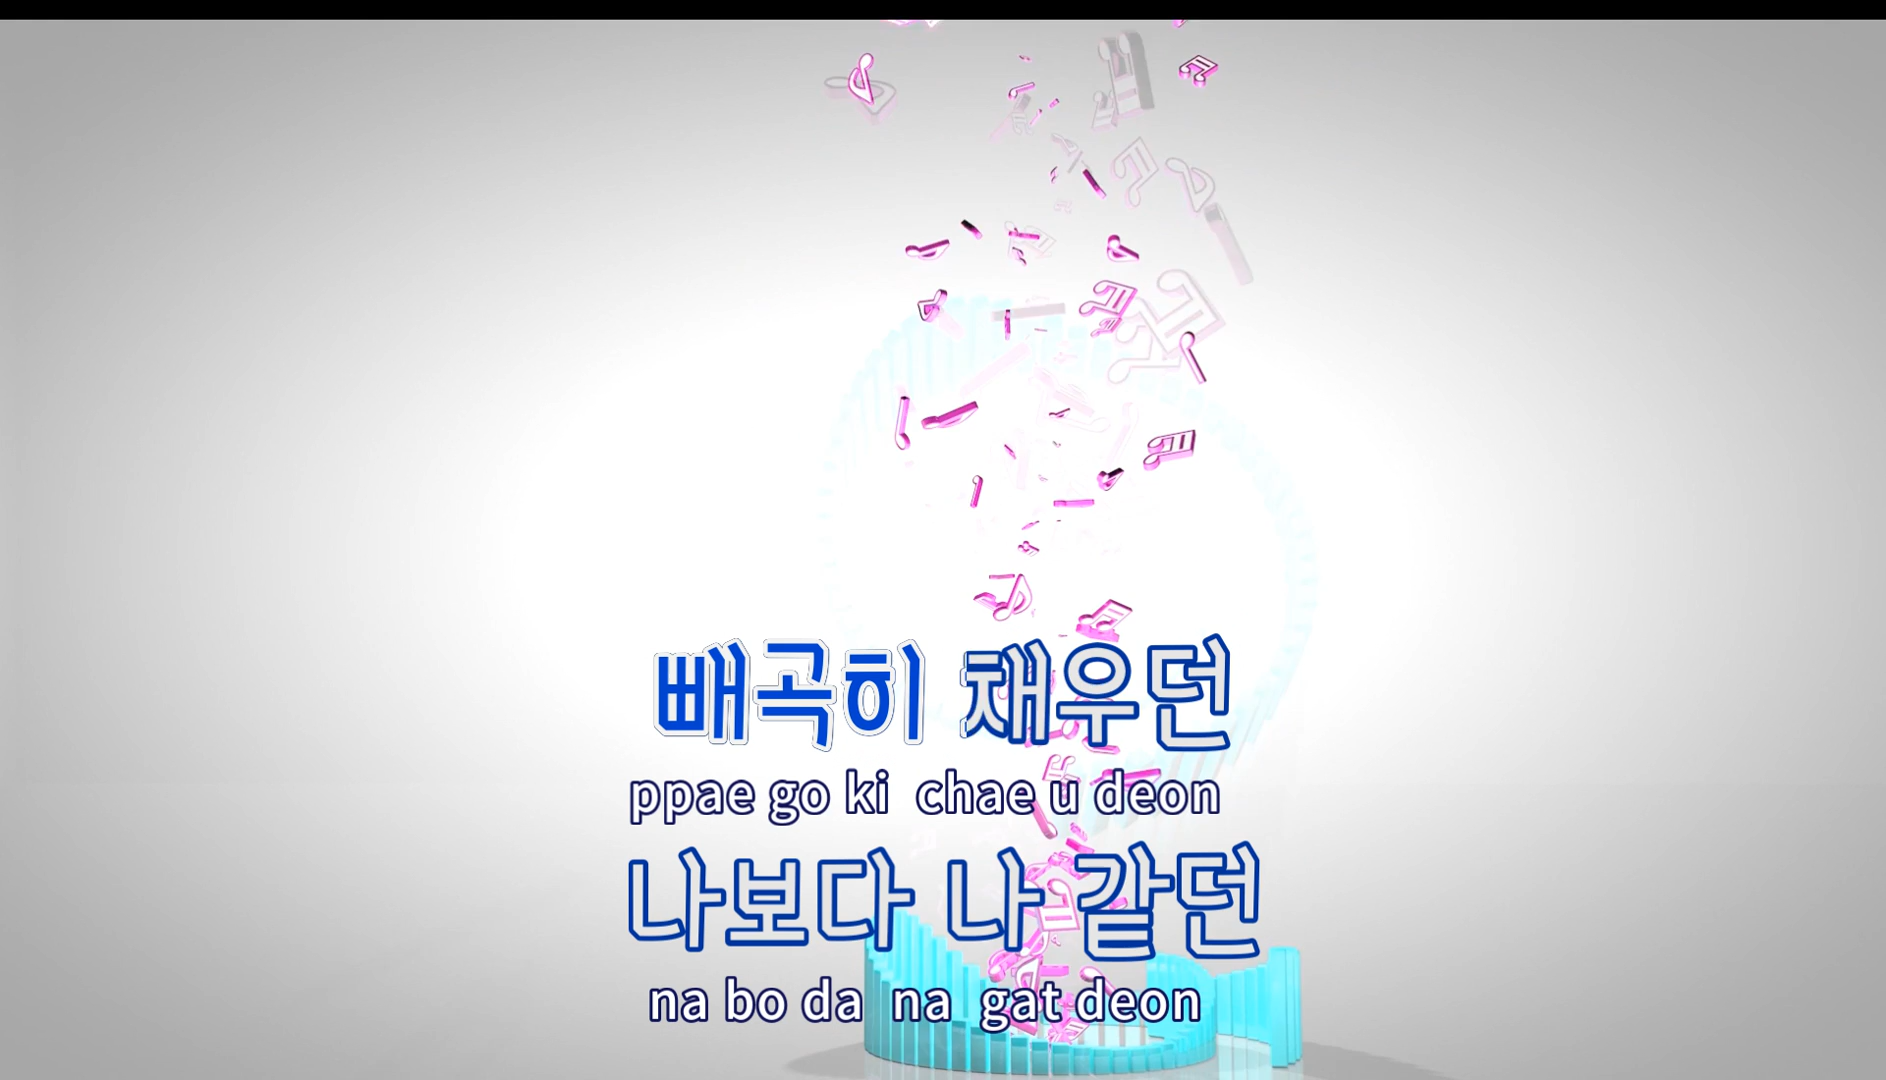 빼곡히 채우던
ppae go ki chae u deon
나보다 나 같던
na bo da na gat deon